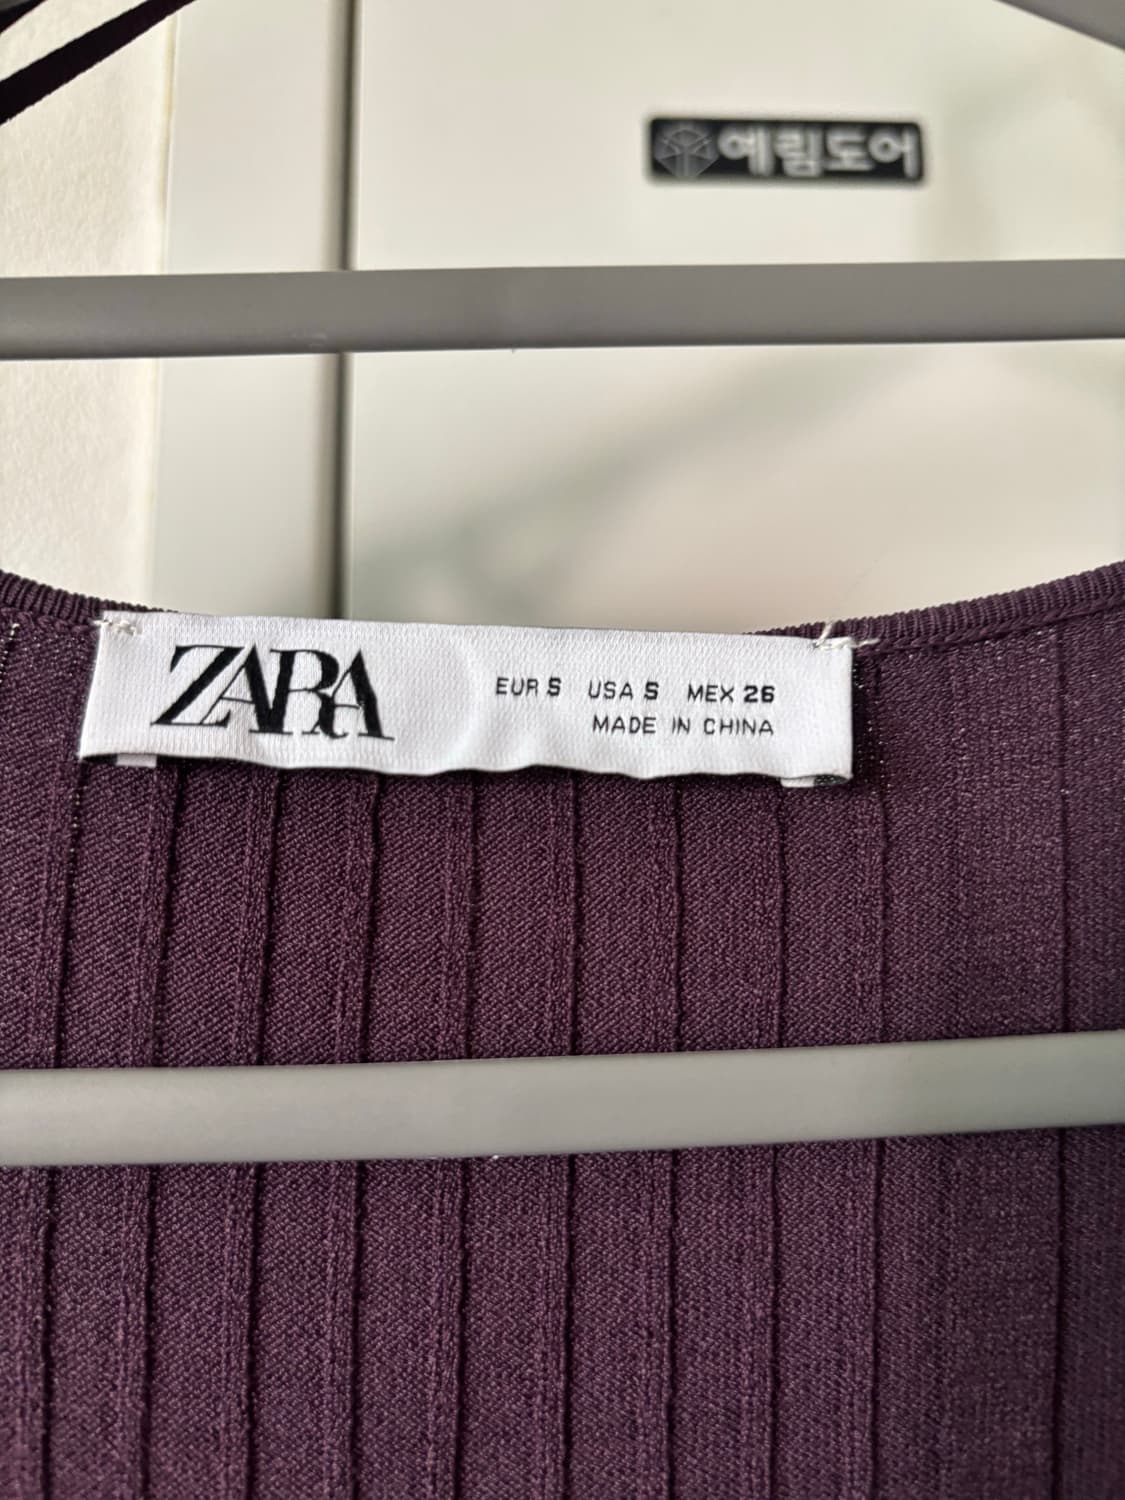 예림도어
ZARA
EUR S USA S MEX 26
MADE IN CHINA